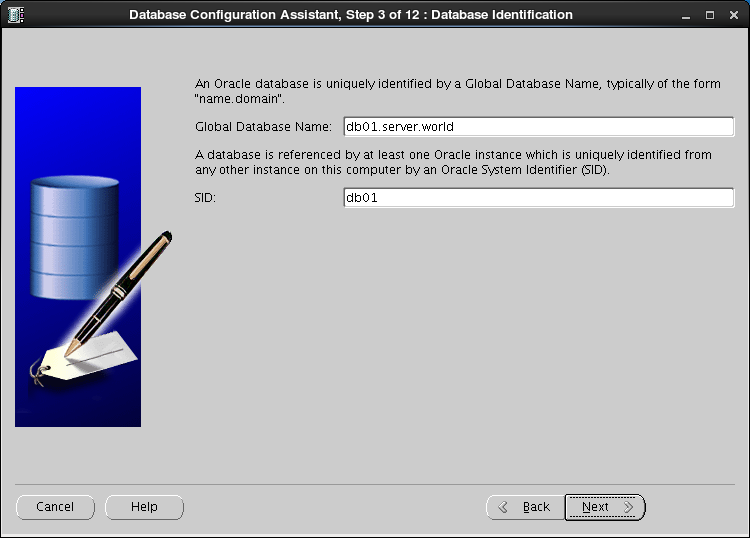 Database Configuration Assistant, Step 3 of 12 : Database Identification
An Oracle database is uniquely identified by a Global Database Name, typically of the form
"name.domain".
Global Database Name: db01.server.world
A database is referenced by at least one Oracle instance which is uniquely identified from
any other instance on this computer by an Oracle System Identifier (SID).
SID: db01
Cancel Help Back Next